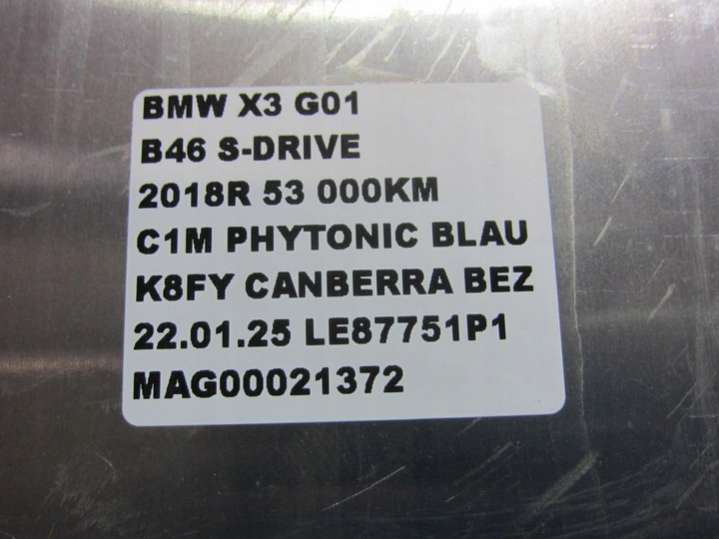 BMW X3 G01
B46 S-DRIVE
2018R 53 000KM
C1M PHYTONIC BLAU
K8FY CANBERRA BEZ
22.01.25 LE87751P1
MAG00021372